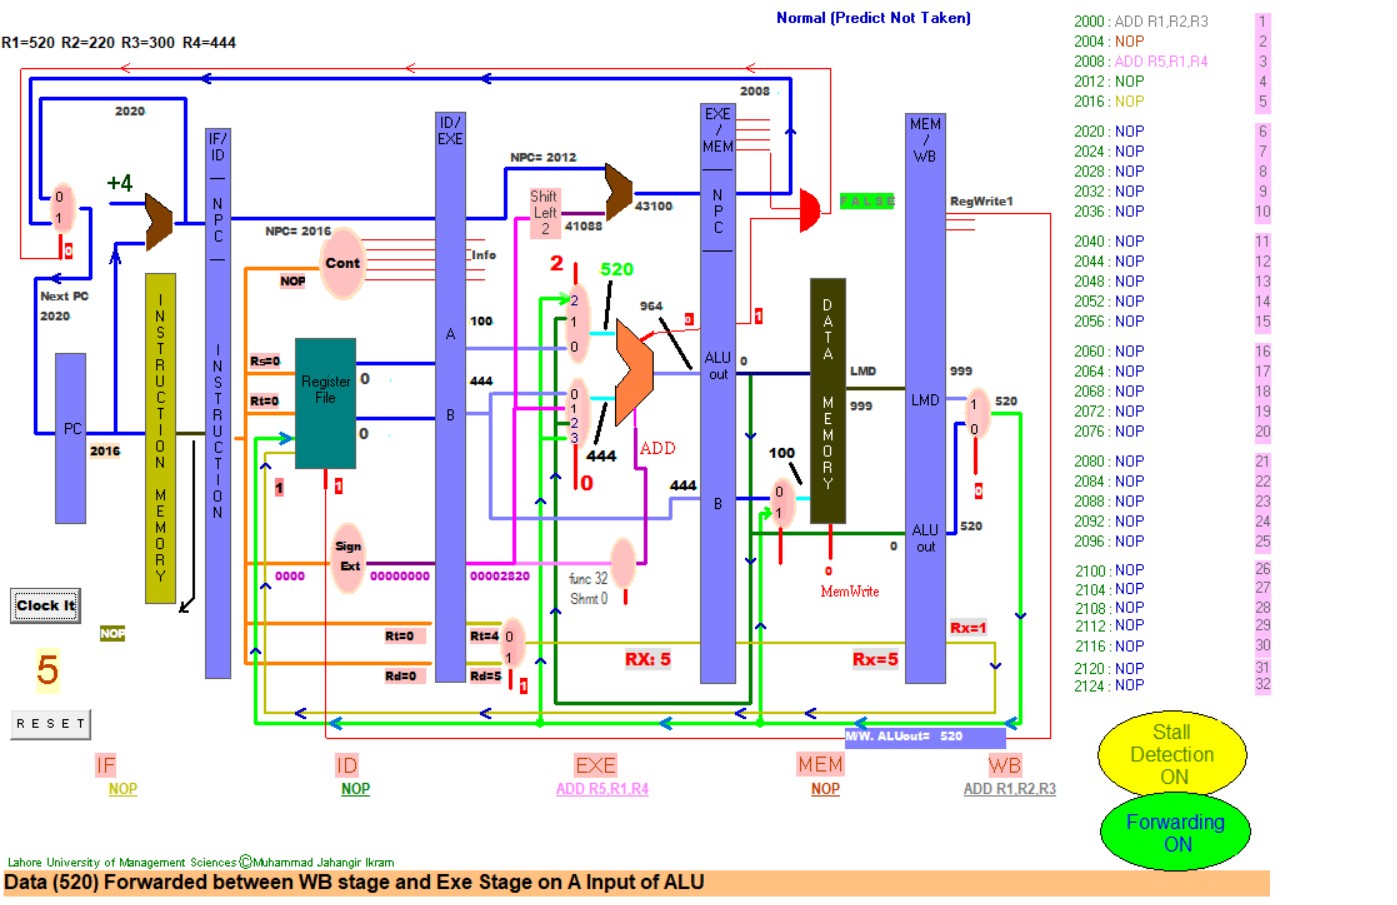 Normal (Predict Not Taken)
R1=520 R2=220 R3=300 R4=444
2000 : ADD R1,R2,R3 1
2004 : NOP 2
2008 : ADD R5,R1,R4 3
2012 : NOP 4
2016 : NOP 5
2020 : NOP 6
2024 : NOP 7
2028 : NOP 8
2032 : NOP 9
2036 : NOP 10
2040 : NOP 11
2044 : NOP 12
2048 : NOP 13
2052 : NOP 14
2056 : NOP 15
2060 : NOP 16
2064 : NOP 17
2068 : NOP 18
2072 : NOP 19
2076 : NOP 20
2080 : NOP 21
2084 : NOP 22
2088 : NOP 23
2092 : NOP 24
2096 : NOP 25
2100 : NOP 26
2104 : NOP 27
2108 : NOP 28
2112 : NOP 29
2116 : NOP 30
2120 : NOP 31
2124 : NOP 32
2020
+4
0
1
0
Next PC
2020
PC
2016
INSTRUCTION MEMORY
Clock It
NOP
5
RESET
IF/
ID
NPC
INSTRUCTION
NPC= 2016
Cont
NOP
Info
Rs=0
Rt=0
Register
File
0
0
1
1
Sign
Ext
0000
00000000
00002820
Rt=0
Rd=0
Rt=4
Rd=5
0
1
1
ID/
EXE
A
B
100
444
NPC= 2012
Shift
Left
2
41088
43100
2
520
2
1
0
0
1
2
3
444
0
964
0
ADD
func 32
Shmt 0
RX: 5
444
2008
EXE
/
MEM
NPC
ALU
out
B
0
1
FALSE
DATA MEMORY
100
0
1
0
MemWrite
LMD
999
0
Rx=5
MEM
/
WB
LMD
ALU
out
RegWrite1
999
1
0
520
0
520
Rx=1
M/W. ALUout= 520
IF
ID
EXE
MEM
WB
NOP
NOP
ADD R5,R1,R4
NOP
ADD R1,R2,R3
Stall
Detection
ON
Forwarding
ON
Lahore University of Management Sciences ©Muhammad Jahangir Ikram
Data (520) Forwarded between WB stage and Exe Stage on A Input of ALU